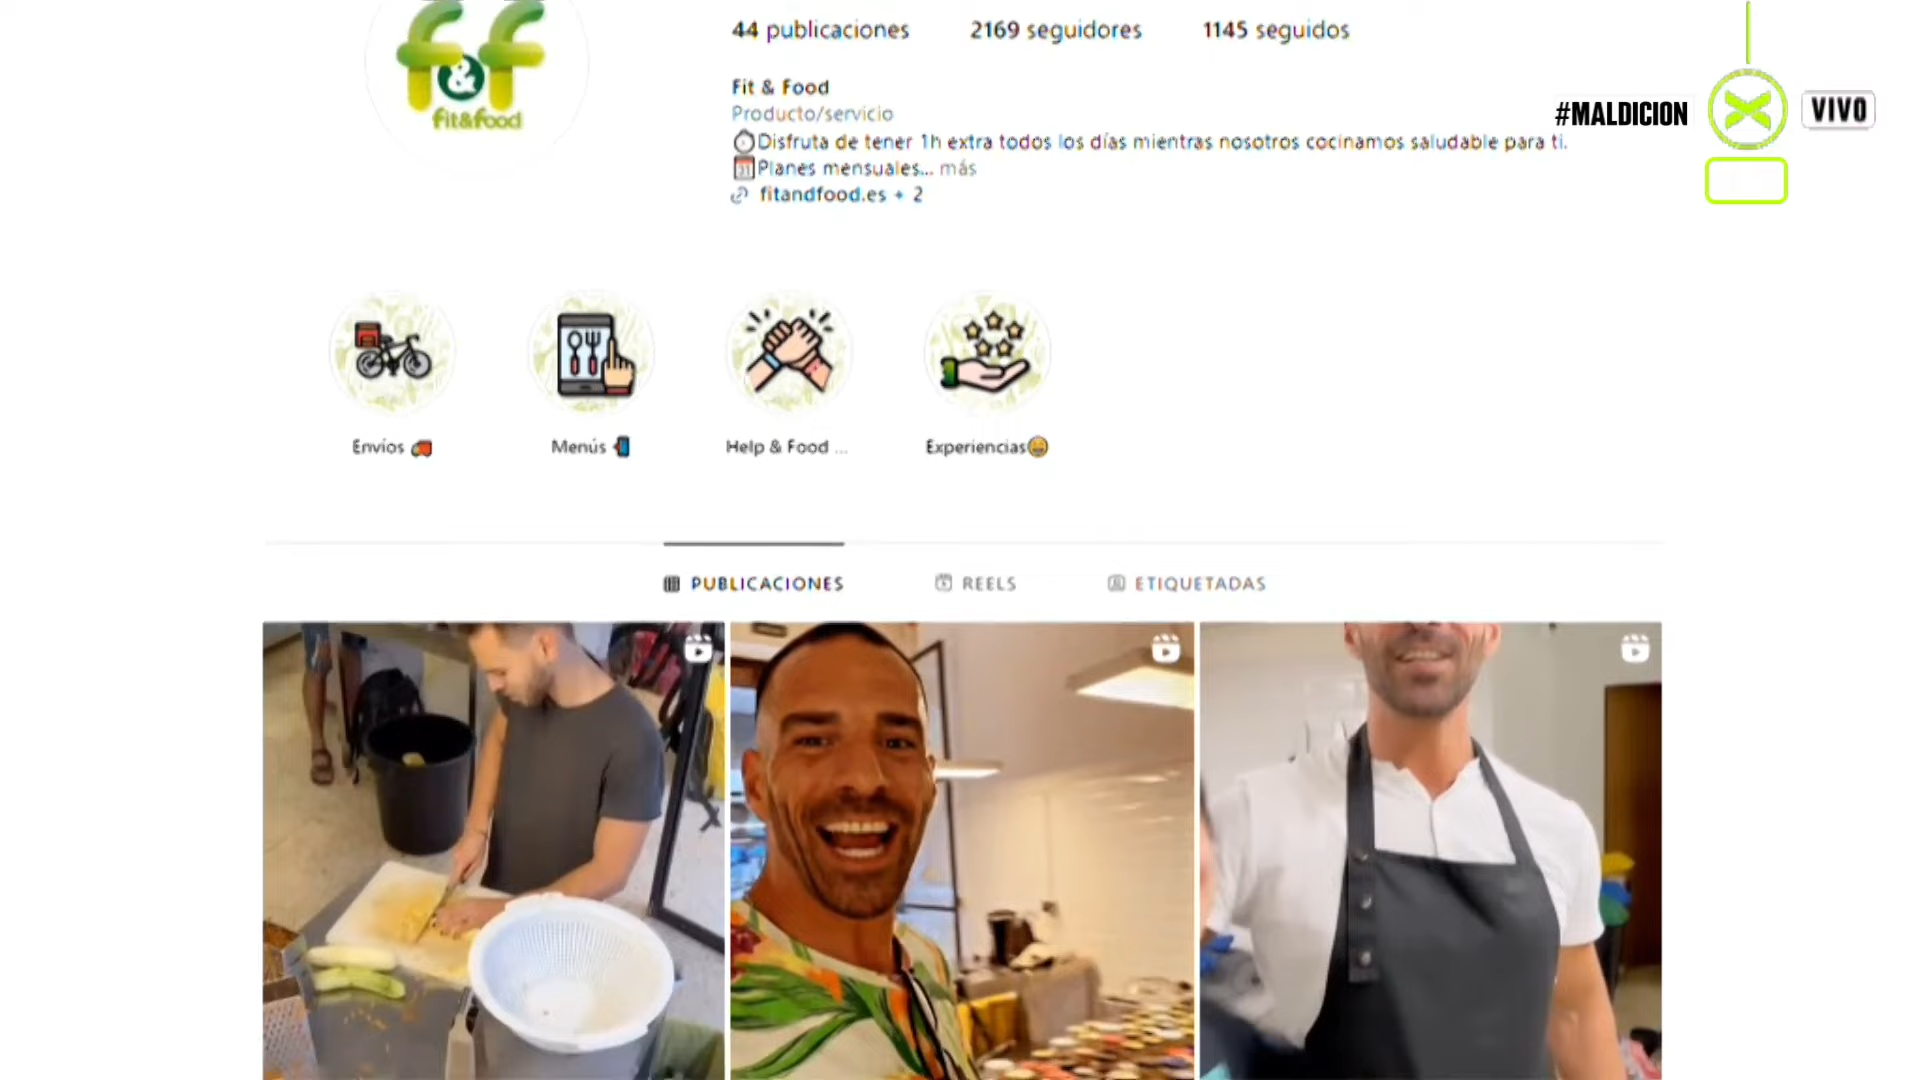 44 publicaciones 2169 seguidores 1145 seguidos
f&f
fit&food
Fit & Food
Producto/servicio
Disfruta de tener 1h extra todos los días mientras nosotros cocinamos saludable para ti.
Planes mensuales... más
fitandfood.es + 2
#MALDICION
VIVO
Envíos
Menús
Help & Food ...
Experiencias
PUBLICACIONES REELS ETIQUETADAS